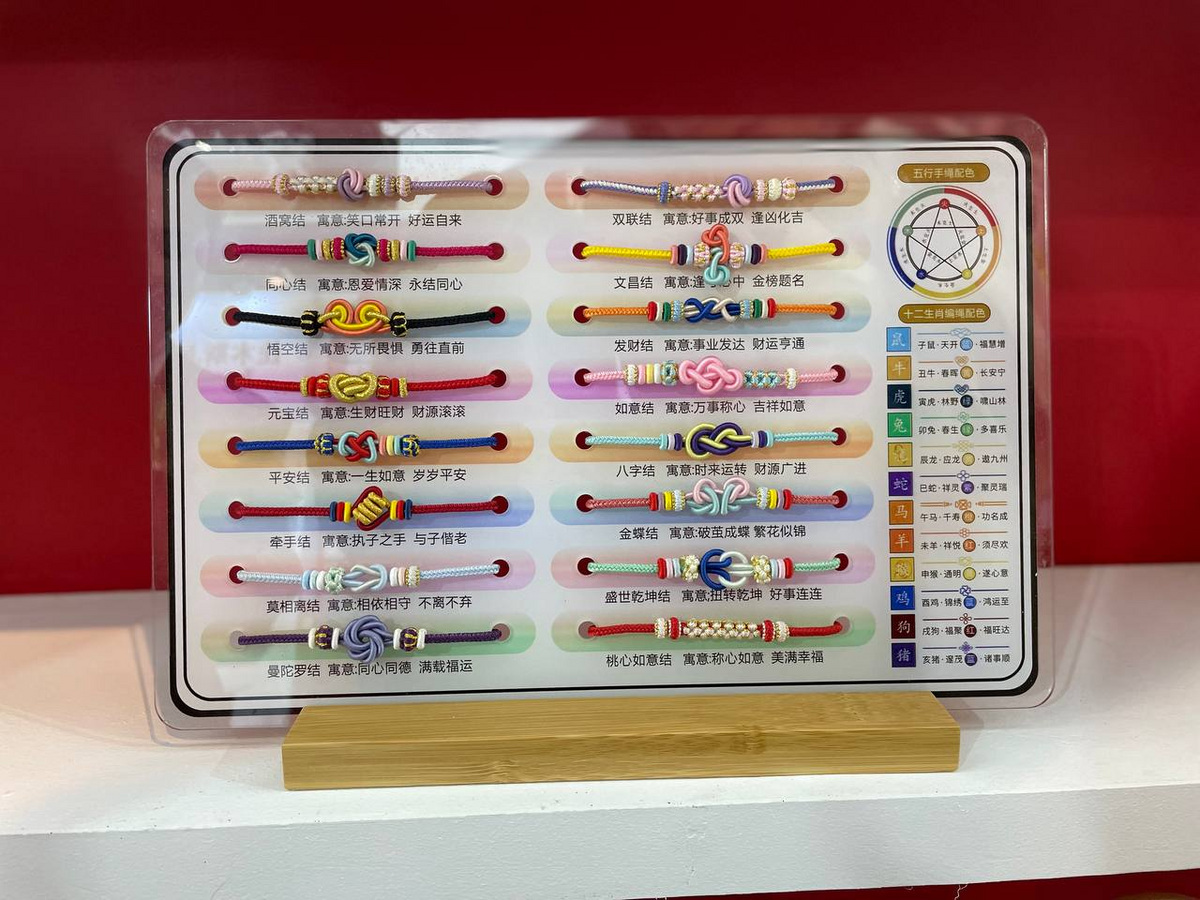 酒窝结 寓意:笑口常开 好运自来
同心结 寓意:恩爱情深 永结同心
悟空结 寓意:无所畏惧 勇往直前
元宝结 寓意:生财旺财 财源滚滚
平安结 寓意:一生如意 岁岁平安
牵手结 寓意:执子之手 与子偕老
莫相离结 寓意:相依相守 不离不弃
曼陀罗结 寓意:同心同德 满载福运
双联结 寓意:好事成双 逢凶化吉
文昌结 寓意:逢 中 金榜题名
发财结 寓意:事业发达 财运亨通
如意结 寓意:万事称心 吉祥如意
八字结 寓意:时来运转 财源广进
金蝶结 寓意:破茧成蝶 繁花似锦
盛世乾坤结 寓意:扭转乾坤 好事连连
桃心如意结 寓意:称心如意 美满幸福
五行手绳配色
火
十二生肖编绳配色
鼠 子鼠·天开 蓝·福慧增
牛 丑牛·春晖 ·长安宁
虎 寅虎·林野 ·啸山林
兔 卯兔·春生 绿·多喜乐
辰龙·应龙 ·遨九州
蛇 巳蛇·祥灵 紫·聚灵瑞
马 午马·千寿 ·功名成
羊 未羊·祥悦 红·须尽欢
猴 申猴·通明 ·遂心意
鸡 酉鸡·锦绣 蓝·鸿运至
狗 戌狗·福聚 红·福旺达
猪 亥猪·邃茂 蓝·诸事顺